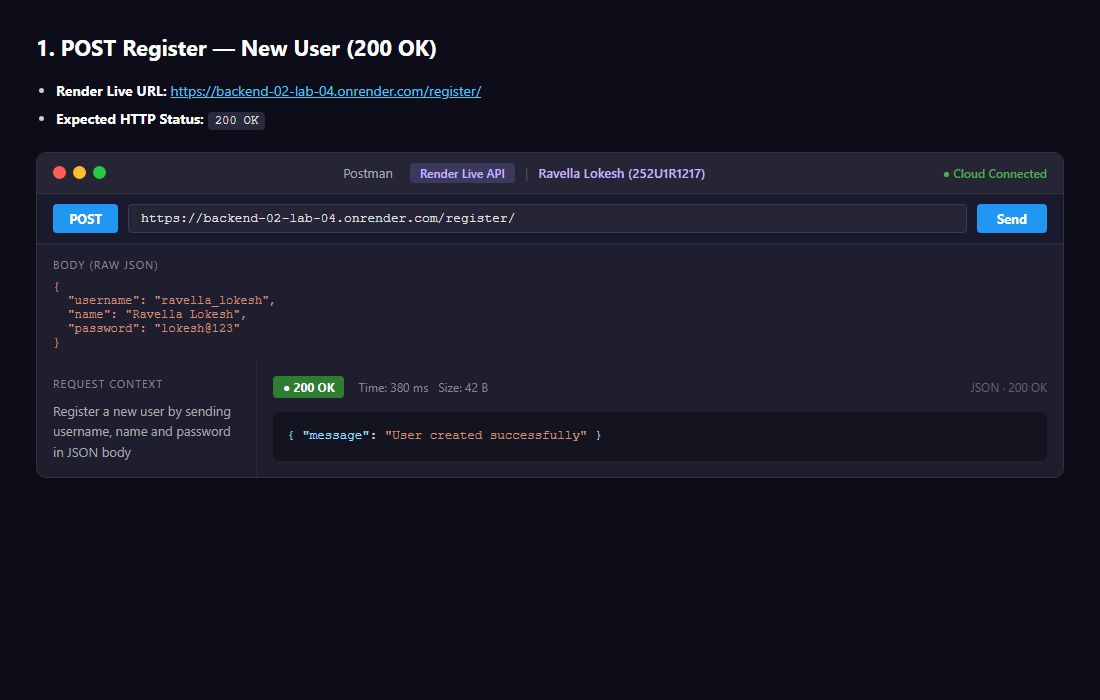 1. POST Register — New User (200 OK)
• Render Live URL: https://backend-02-lab-04.onrender.com/register/
• Expected HTTP Status: 200 OK
Postman Render Live API | Ravella Lokesh (252U1R1217) ● Cloud Connected
POST https://backend-02-lab-04.onrender.com/register/ Send
BODY (RAW JSON)
{
  "username": "ravella_lokesh",
  "name": "Ravella Lokesh",
  "password": "lokesh@123"
}
REQUEST CONTEXT
Register a new user by sending
username, name and password
in JSON body
● 200 OK Time: 380 ms Size: 42 B JSON · 200 OK
{ "message": "User created successfully" }